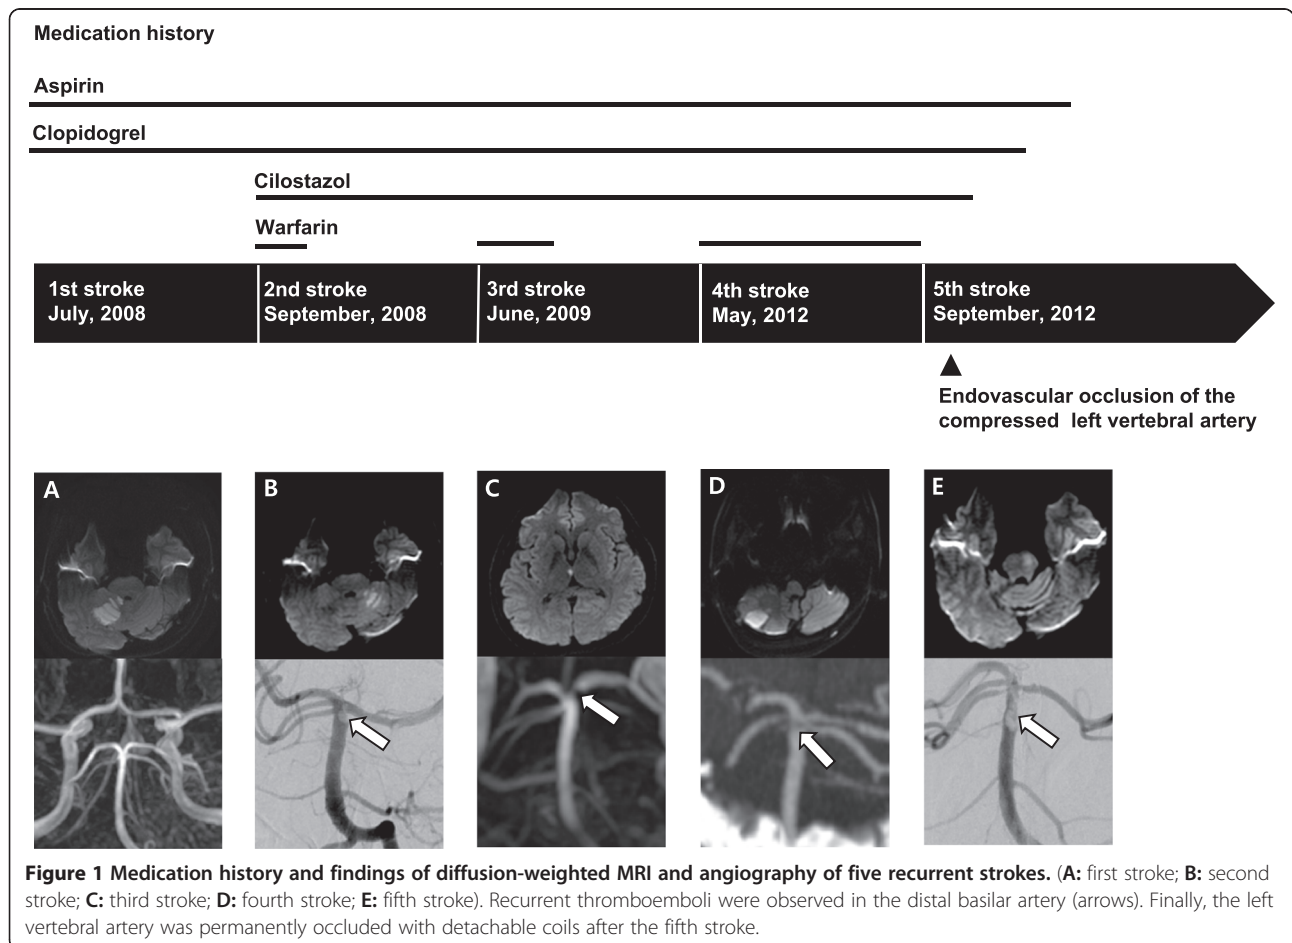 Medication history
Aspirin
Clopidogrel
Cilostazol
Warfarin
1st stroke
July, 2008
2nd stroke
September, 2008
3rd stroke
June, 2009
4th stroke
May, 2012
5th stroke
September, 2012
Endovascular occlusion of the
compressed left vertebral artery
A
B
C
D
E
Figure 1 Medication history and findings of diffusion-weighted MRI and angiography of five recurrent strokes. (A: first stroke; B: second
stroke; C: third stroke; D: fourth stroke; E: fifth stroke). Recurrent thromboemboli were observed in the distal basilar artery (arrows). Finally, the left
vertebral artery was permanently occluded with detachable coils after the fifth stroke.